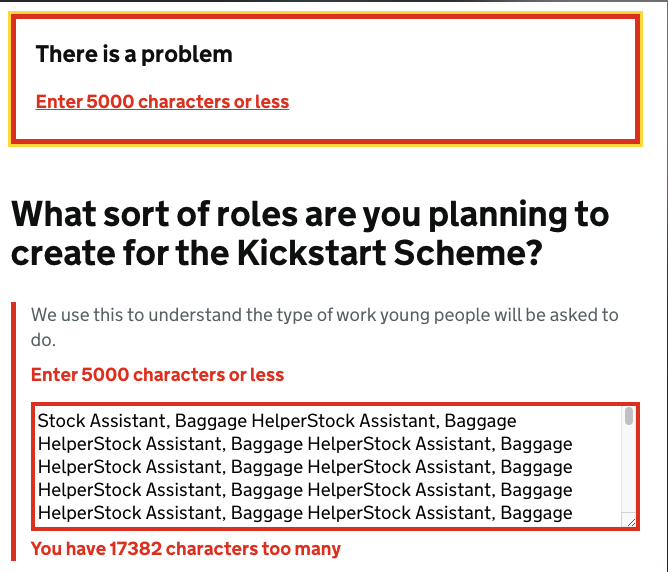 There is a problem
Enter 5000 characters or less
What sort of roles are you planning to
create for the Kickstart Scheme?
We use this to understand the type of work young people will be asked to
do.
Enter 5000 characters or less
Stock Assistant, Baggage HelperStock Assistant, Baggage
HelperStock Assistant, Baggage HelperStock Assistant, Baggage
HelperStock Assistant, Baggage HelperStock Assistant, Baggage
HelperStock Assistant, Baggage HelperStock Assistant, Baggage
HelperStock Assistant, Baggage HelperStock Assistant, Baggage
You have 17382 characters too many